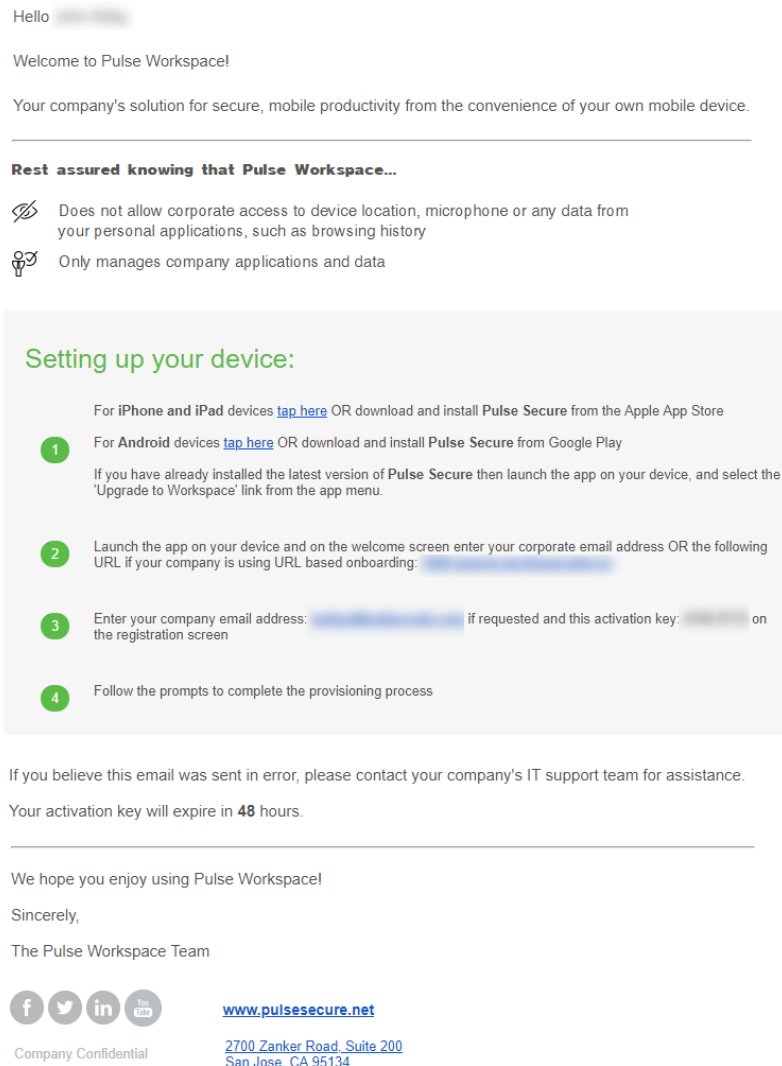 Hello
Welcome to Pulse Workspace!
Your company's solution for secure, mobile productivity from the convenience of your own mobile device.
Rest assured knowing that Pulse Workspace...
Does not allow corporate access to device location, microphone or any data from
your personal applications, such as browsing history
Only manages company applications and data
Setting up your device:
For iPhone and iPad devices tap here OR download and install Pulse Secure from the Apple App Store
1
For Android devices tap here OR download and install Pulse Secure from Google Play
If you have already installed the latest version of Pulse Secure then launch the app on your device, and select the
'Upgrade to Workspace' link from the app menu.
2
Launch the app on your device and on the welcome screen enter your corporate email address OR the following
URL if your company is using URL based onboarding:
3
Enter your company email address: if requested and this activation key: on
the registration screen
4
Follow the prompts to complete the provisioning process
If you believe this email was sent in error, please contact your company's IT support team for assistance.
Your activation key will expire in 48 hours.
We hope you enjoy using Pulse Workspace!
Sincerely,
The Pulse Workspace Team
f in You Tube
www.pulsesecure.net
Company Confidential
2700 Zanker Road, Suite 200
San Jose, CA 95134